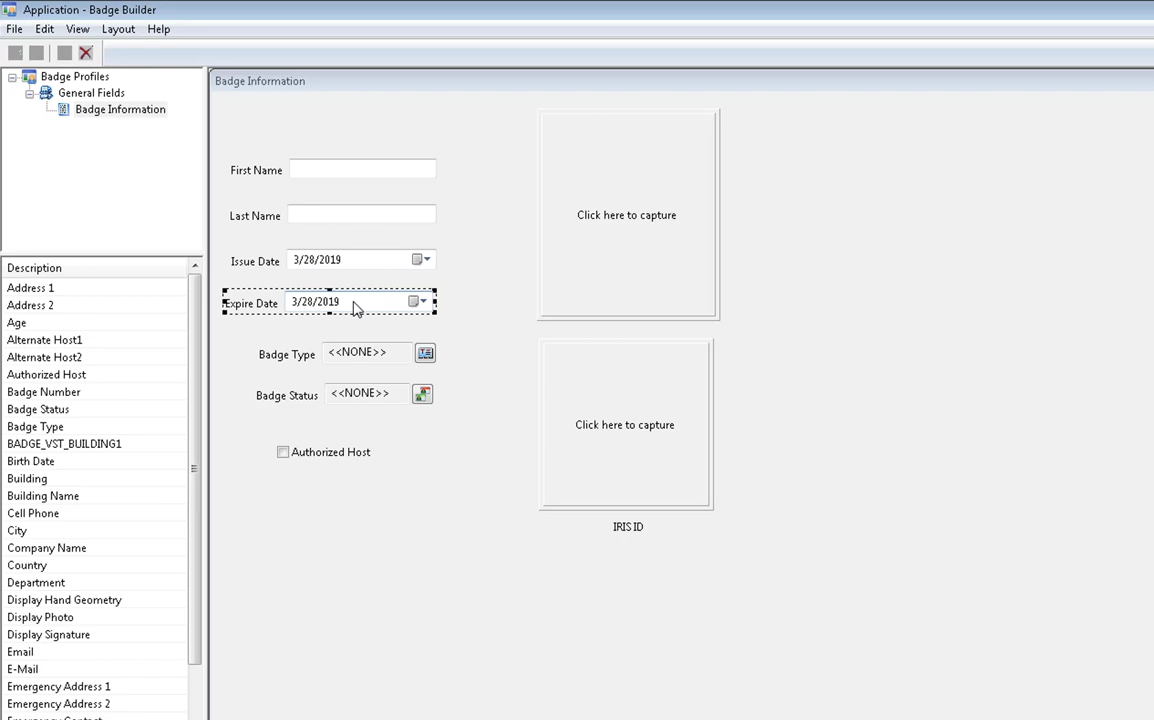 Application - Badge Builder
File Edit View Layout Help
Badge Profiles
General Fields
Badge Information
Description
Address 1
Address 2
Age
Alternate Host1
Alternate Host2
Authorized Host
Badge Number
Badge Status
Badge Type
BADGE_VST_BUILDING1
Birth Date
Building
Building Name
Cell Phone
City
Company Name
Country
Department
Display Hand Geometry
Display Photo
Display Signature
Email
E-Mail
Emergency Address 1
Emergency Address 2
Emergency Contact
Badge Information
First Name
Last Name
Issue Date 3/28/2019
Expire Date 3/28/2019
Badge Type <<NONE>>
Badge Status <<NONE>>
Authorized Host
Click here to capture
Click here to capture
IRIS ID